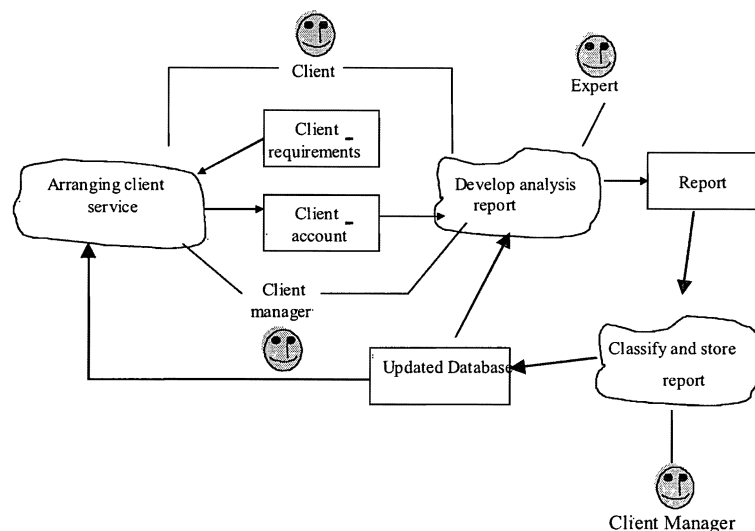 Client
Expert
Client _
requirements
Arranging client
service
Develop analysis
report
Report
Client _
account
Client
manager
Updated Database
Classify and store
report
Client Manager